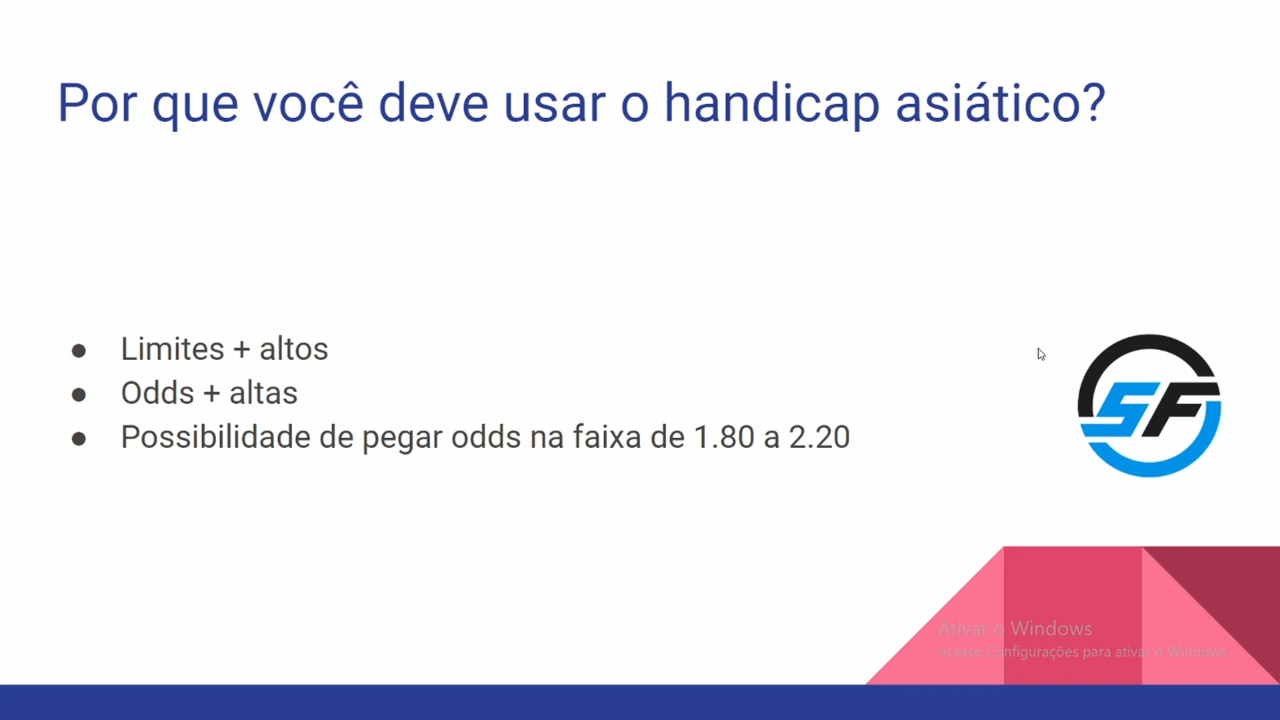 Por que você deve usar o handicap asiático?
● Limites + altos
● Odds + altas
● Possibilidade de pegar odds na faixa de 1.80 a 2.20
SF
Ativar o Windows
Acesse Configurações para ativar o Windows.